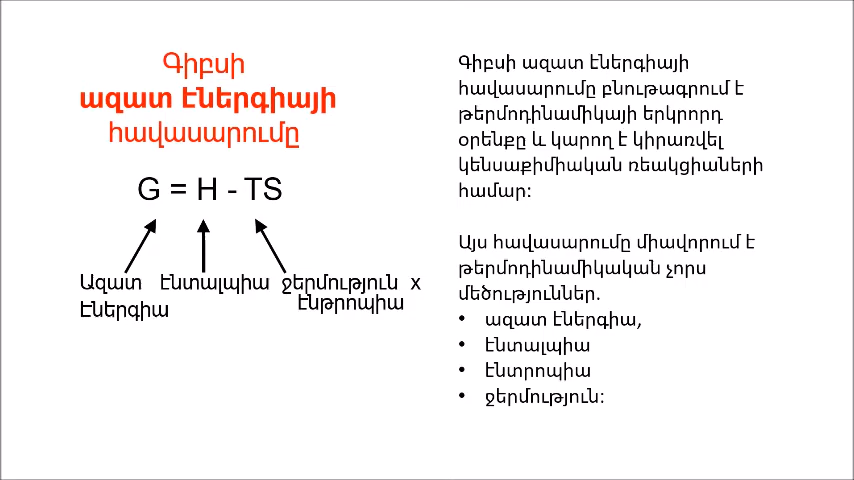 Գիբսի
ազատ էներգիայի
հավասարումը
G = H - TS
Ազատ էնտալպիա ջերմություն x
Էներգիա էնթրոպիա
Գիբսի ազատ էներգիայի
հավասարումը բնութագրում է
թերմոդինամիկայի երկրորդ
օրենքը և կարող է կիրառվել
կենսաքիմիական ռեակցիաների
համար:
Այս հավասարումը միավորում է
թերմոդինամիկական չորս
մեծություններ.
• ազատ էներգիա,
• էնտալպիա
• էնտրոպիա
• ջերմություն: